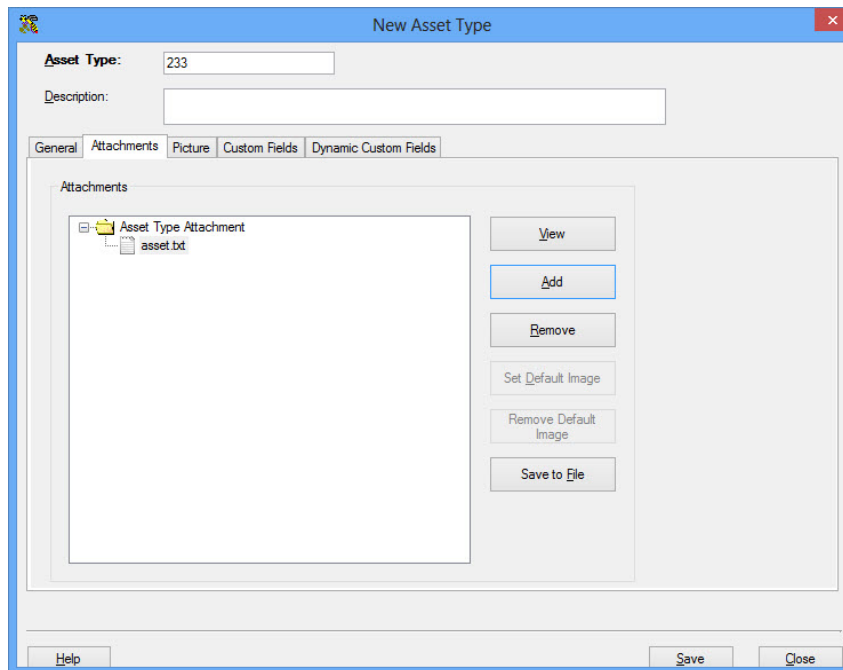 New Asset Type
Asset Type:
233
Description:
General Attachments Picture Custom Fields Dynamic Custom Fields
Attachments
Asset Type Attachment
asset.txt
View
Add
Remove
Set Default Image
Remove Default
Image
Save to File
Help Save Close